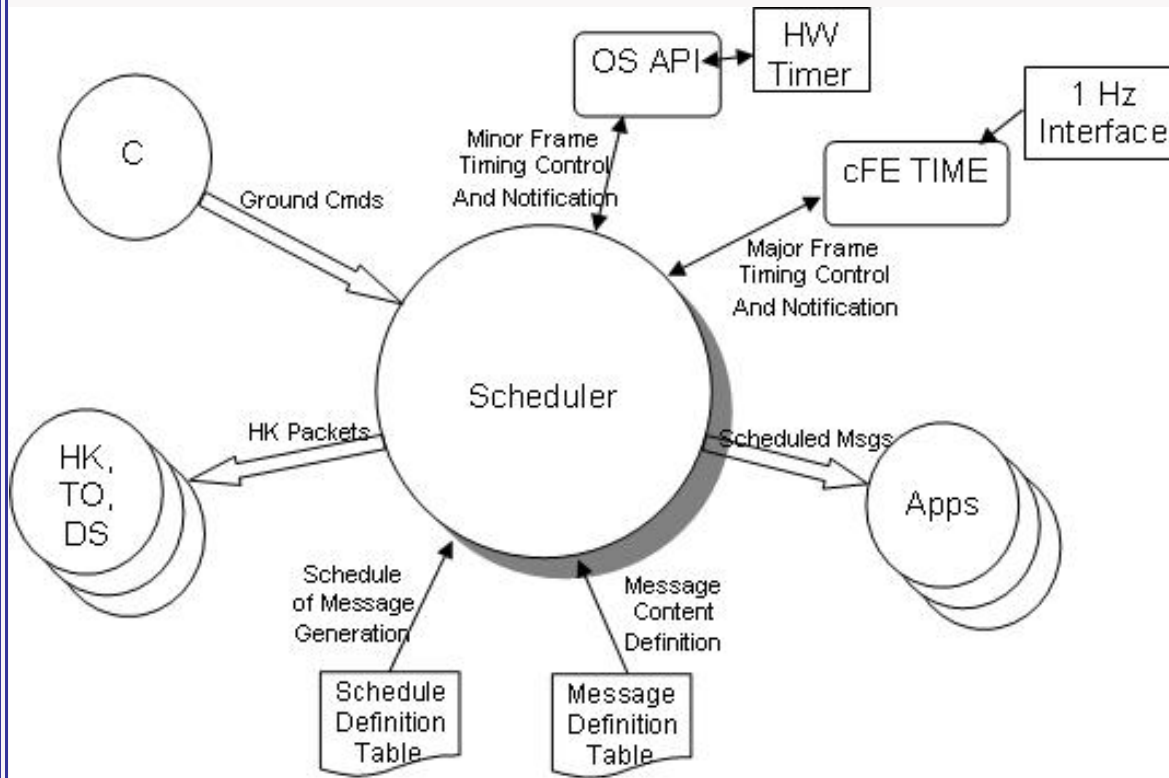 HW
Timer
OS API
1 Hz
Interface
C
Minor Frame
Timing Control
And Notification
cFE TIME
Ground Cmds
Major Frame
Timing Control
And Notification
Scheduler
HK Packets
Scheduled Msgs
HK,
TO,
DS
Apps
Schedule
of Message
Generation
Message
Content
Definition
Schedule
Definition
Table
Message
Definition
Table